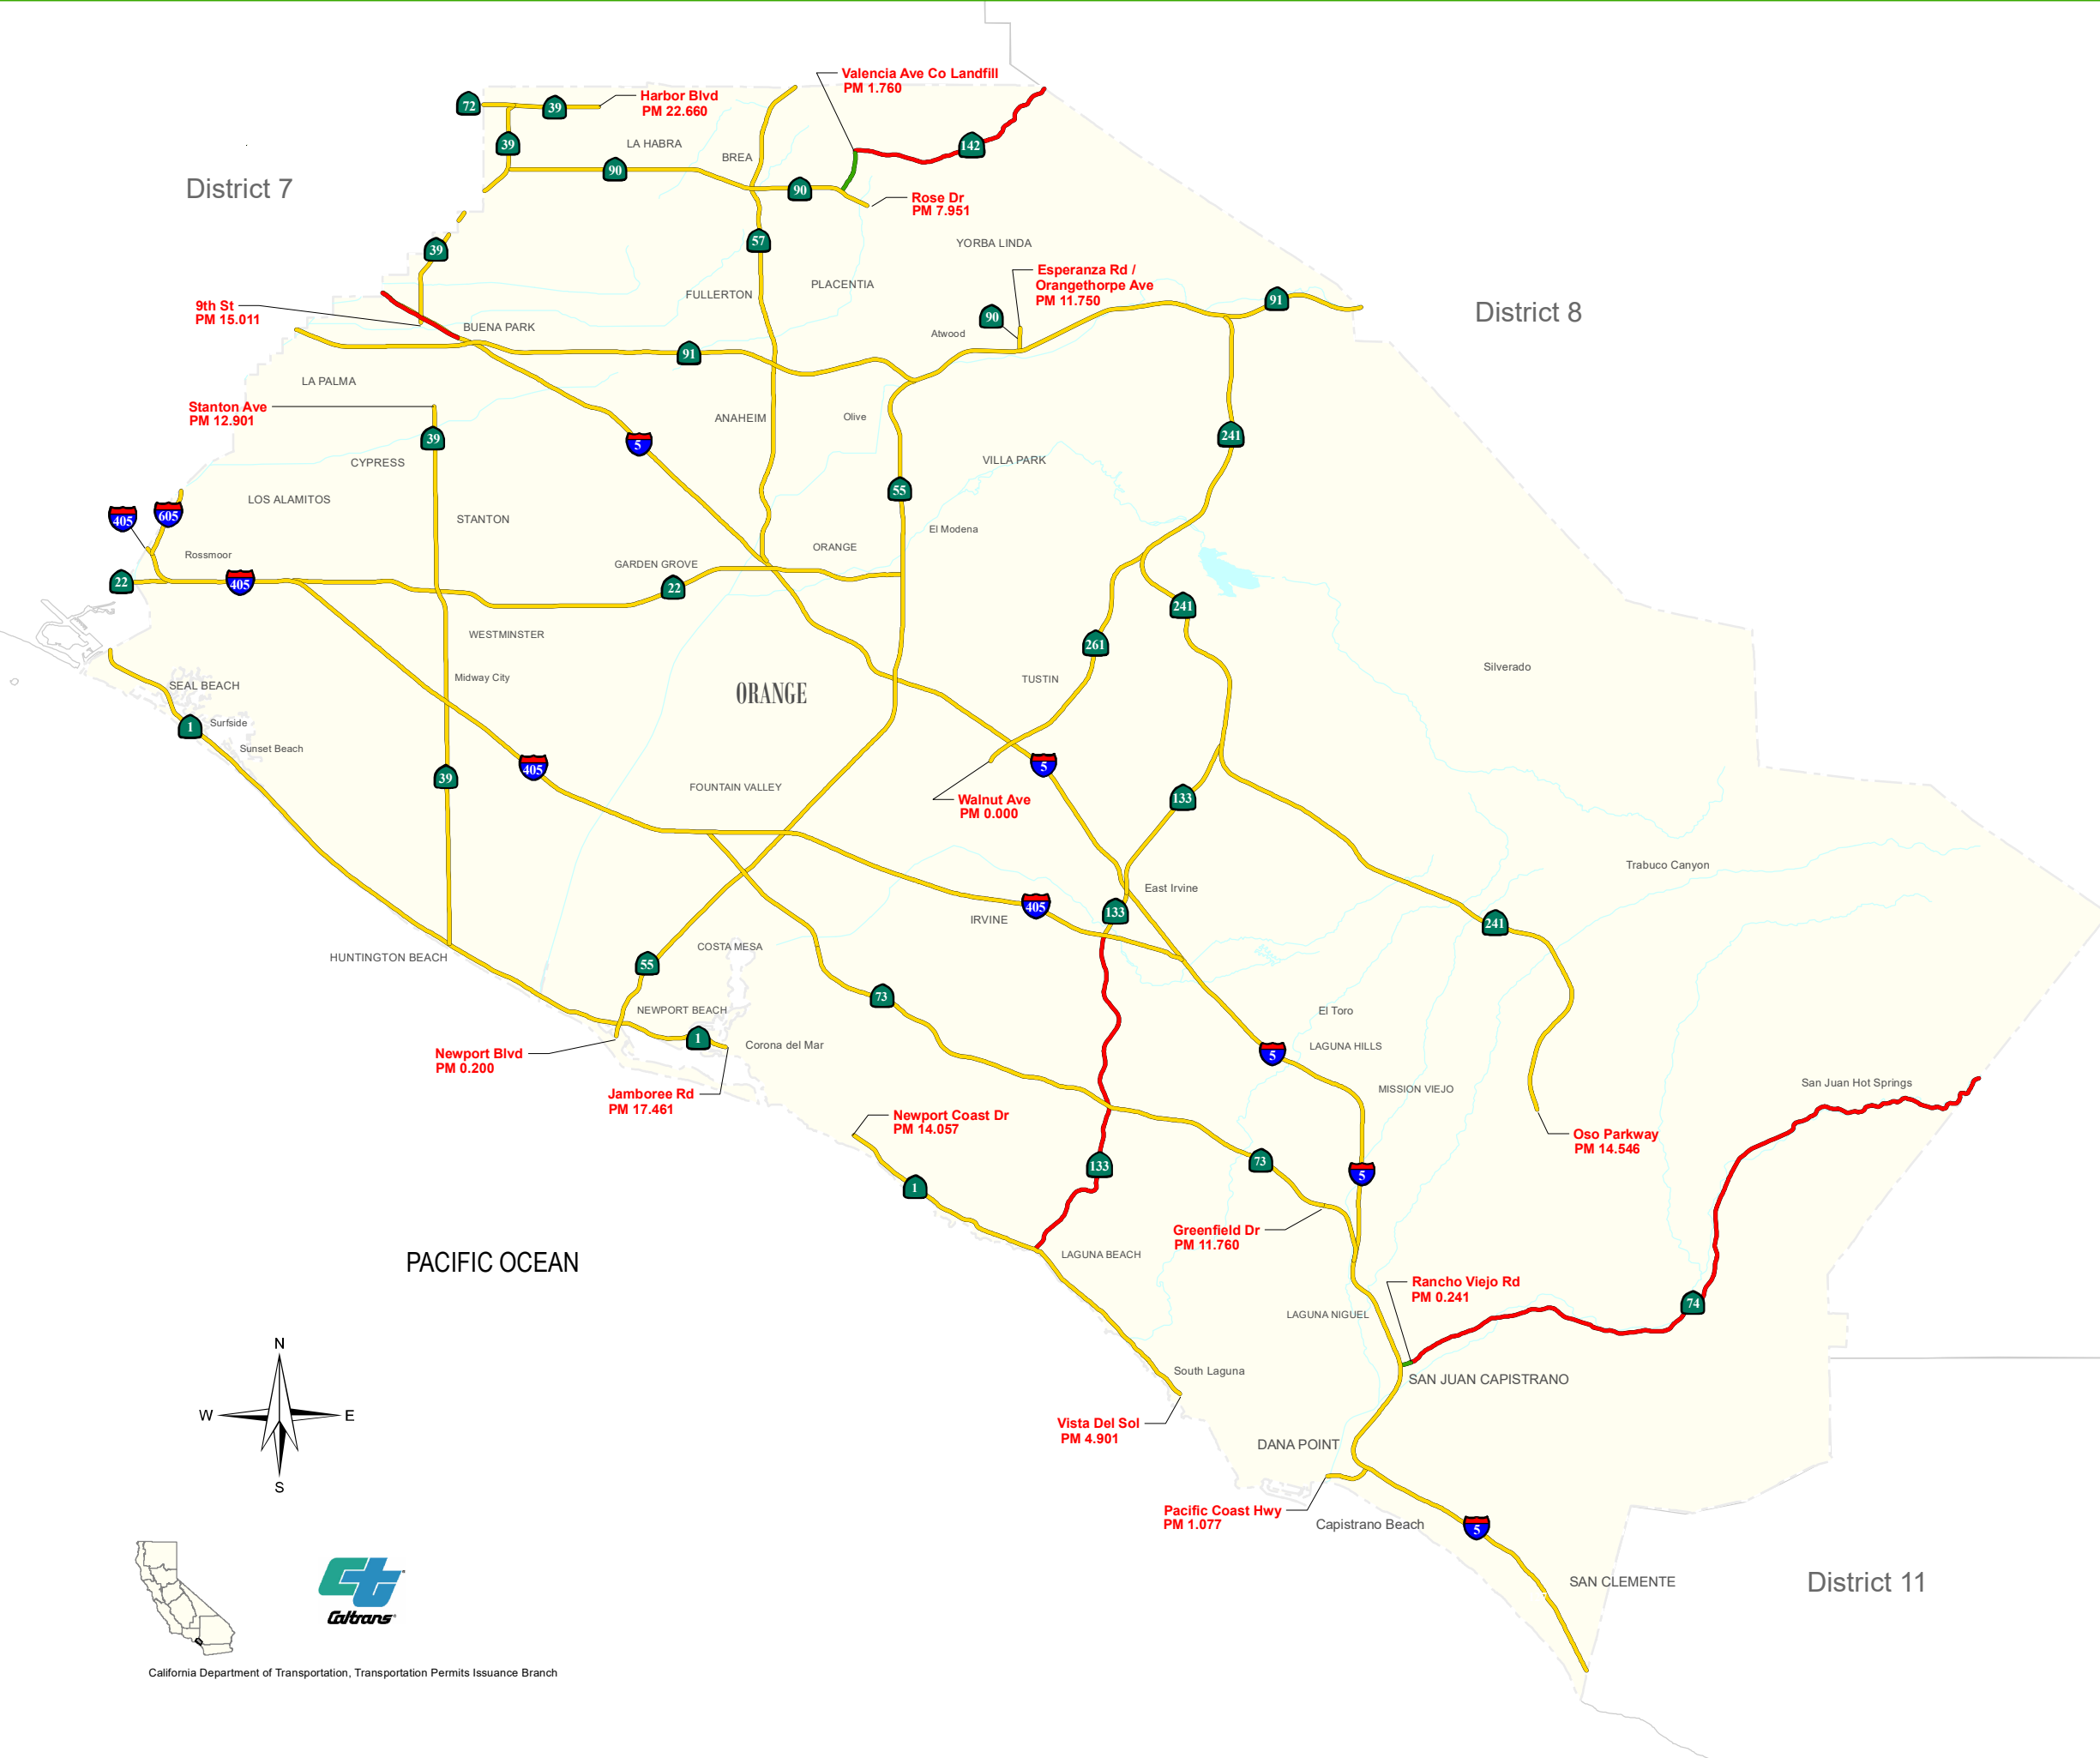 Valencia Ave Co Landfill
PM 1.760
Harbor Blvd
PM 22.660
72
39
39
LA HABRA
BREA
142
90
90
District 7
Rose Dr
PM 7.951
39
57
YORBA LINDA
Esperanza Rd /
Orangethorpe Ave
PM 11.750
PLACENTIA
FULLERTON
91
District 8
9th St
PM 15.011
90
BUENA PARK
Atwood
91
LA PALMA
Stanton Ave
PM 12.901
ANAHEIM
Olive
39
5
241
CYPRESS
VILLA PARK
55
LOS ALAMITOS
405
605
STANTON
El Modena
Rossmoor
ORANGE
GARDEN GROVE
22
405
22
241
WESTMINSTER
261
Silverado
Midway City
TUSTIN
SEAL BEACH
ORANGE
1
Surfside
Sunset Beach
405
5
39
FOUNTAIN VALLEY
Walnut Ave
PM 0.000
133
Trabuco Canyon
East Irvine
405
133
IRVINE
241
COSTA MESA
HUNTINGTON BEACH
55
73
NEWPORT BEACH
El Toro
1
Corona del Mar
LAGUNA HILLS
Newport Blvd
PM 0.200
5
San Juan Hot Springs
MISSION VIEJO
Jamboree Rd
PM 17.461
Newport Coast Dr
PM 14.057
Oso Parkway
PM 14.546
133
73
5
1
Greenfield Dr
PM 11.760
LAGUNA BEACH
PACIFIC OCEAN
Rancho Viejo Rd
PM 0.241
74
LAGUNA NIGUEL
N
South Laguna
SAN JUAN CAPISTRANO
W
E
Vista Del Sol
PM 4.901
DANA POINT
S
Pacific Coast Hwy
PM 1.077
Capistrano Beach
5
SAN CLEMENTE
District 11
Caltrans
California Department of Transportation, Transportation Permits Issuance Branch